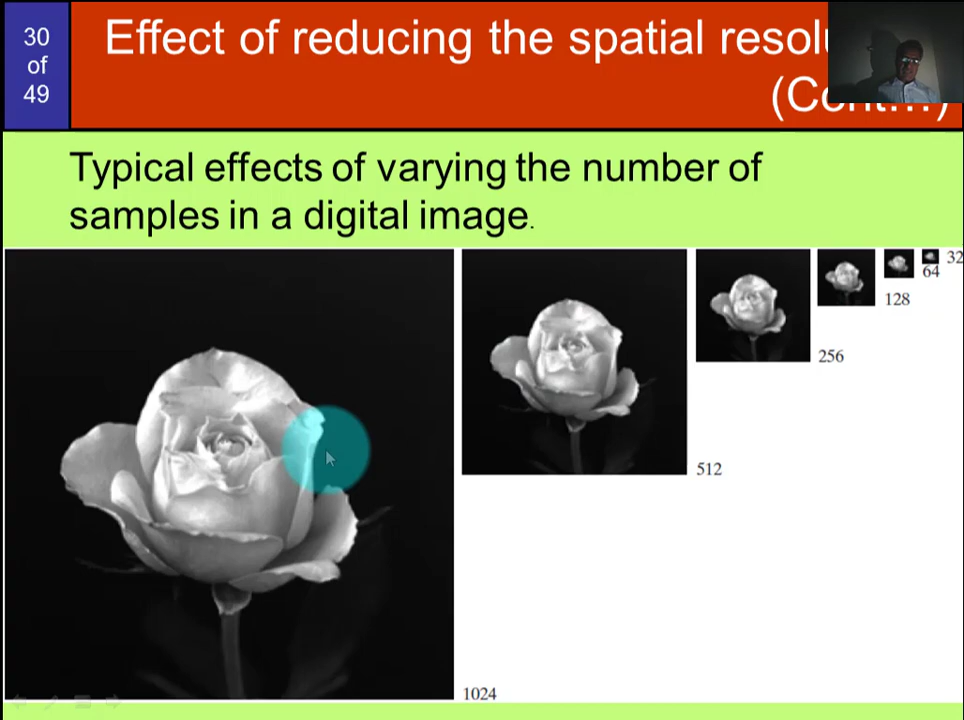 30
of
49
Effect of reducing the spatial
Typical effects of varying the number of
samples in a digital image.
32
64
128
256
512
1024